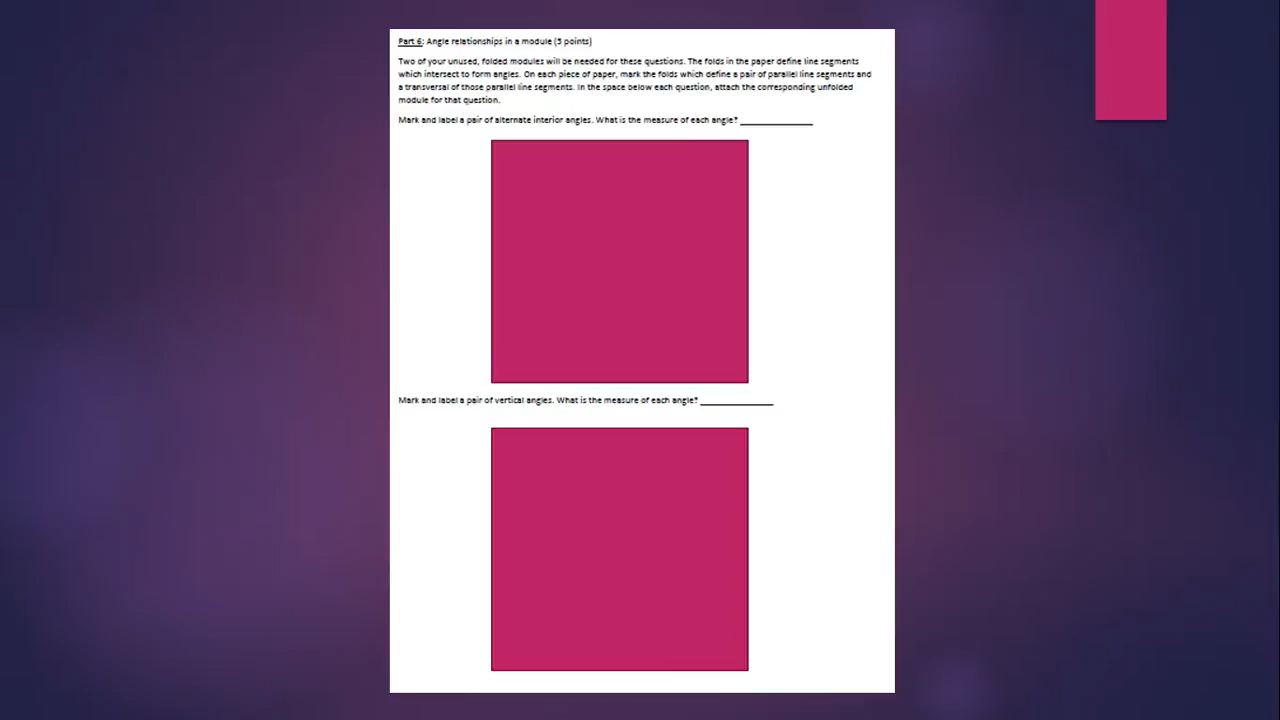 Part 6: Angle relationships in a module (5 points)
Two of your unused, folded modules will be needed for these questions. The folds in the paper define line segments
which intersect to form angles. On each piece of paper, mark the folds which define a pair of parallel line segments and
a transversal of those parallel line segments. In the space below each question, attach the corresponding unfolded
module for that question.
Mark and label a pair of alternate interior angles. What is the measure of each angle? _______________
Mark and label a pair of vertical angles. What is the measure of each angle? _______________